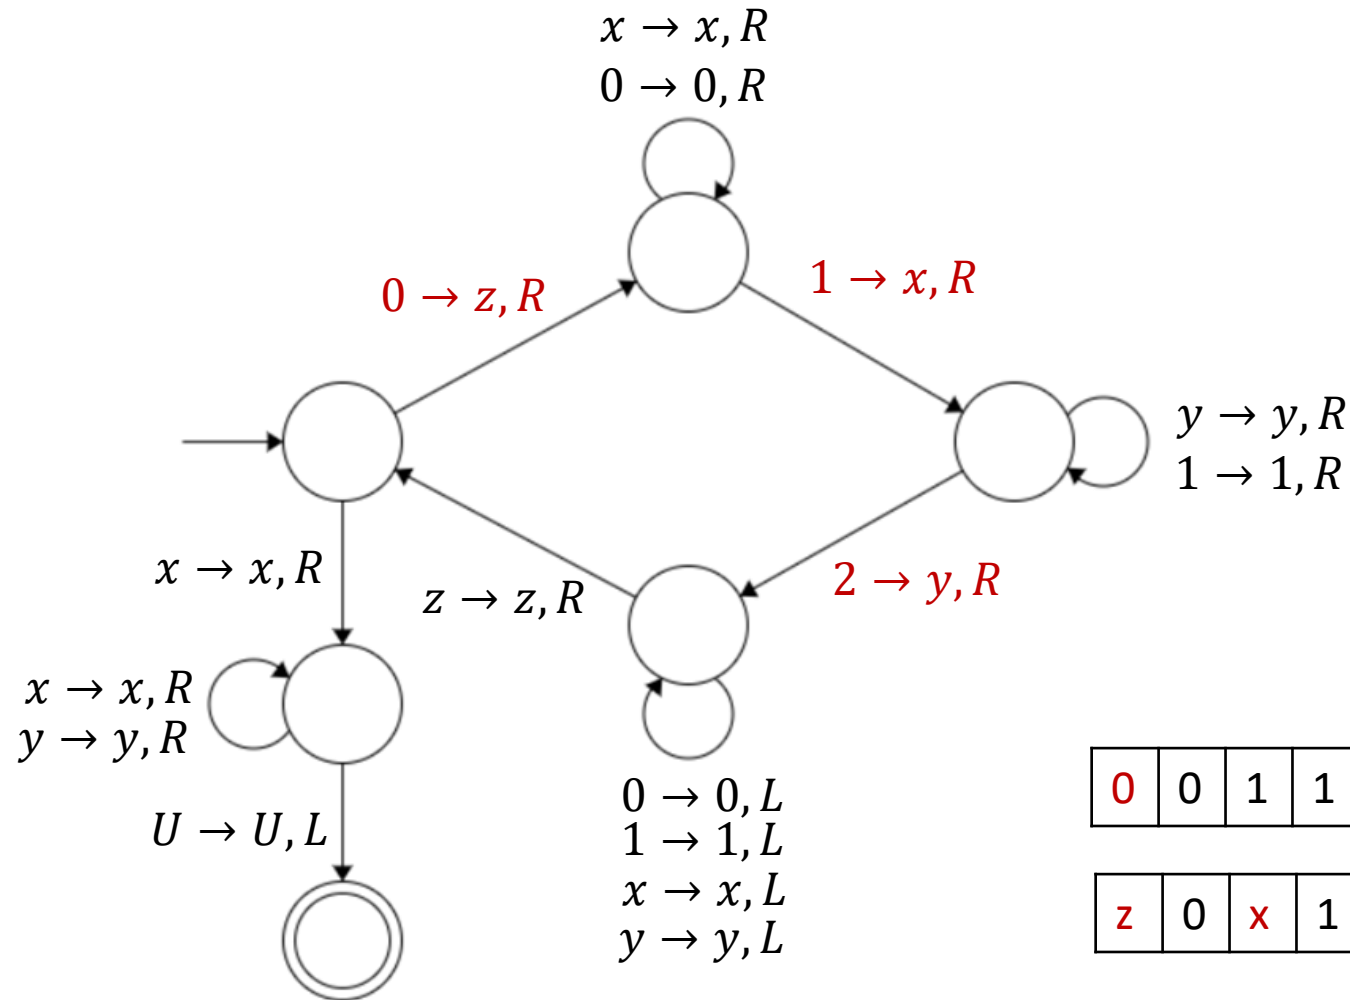 x → x, R
0 → 0, R
0 → z, R
1 → x, R
y → y, R
1 → 1, R
x → x, R
z → z, R
2 → y, R
x → x, R
y → y, R
U → U, L
0 → 0, L
1 → 1, L
x → x, L
y → y, L
0 0 1 1
z 0 x 1